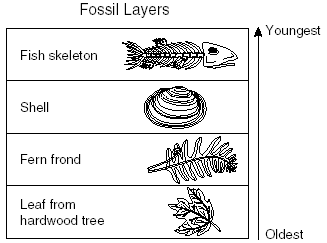 Fossil Layers
Youngest
Fish skeleton
Shell
Fern frond
Leaf from
hardwood tree
Oldest